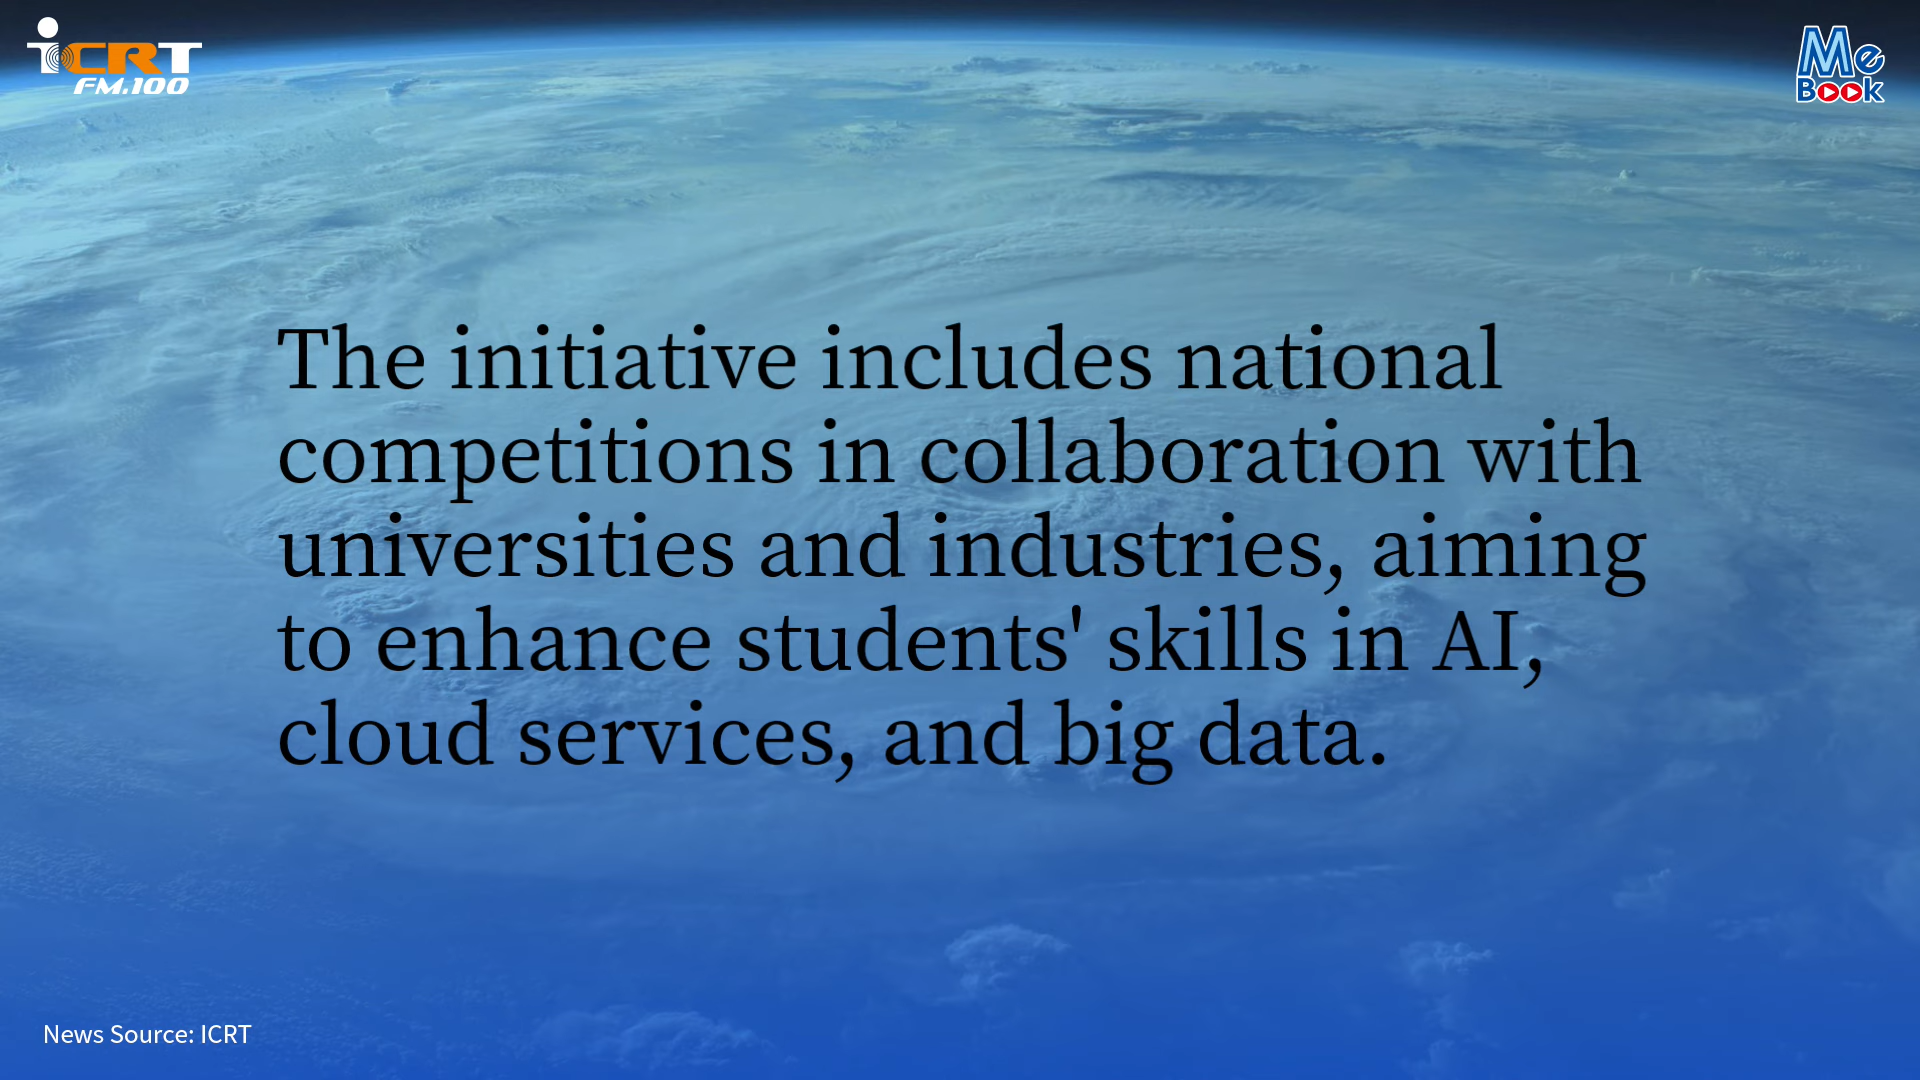 iCRT
FM.100
Me
Book
The initiative includes national
competitions in collaboration with
universities and industries, aiming
to enhance students' skills in AI,
cloud services, and big data.
News Source: ICRT